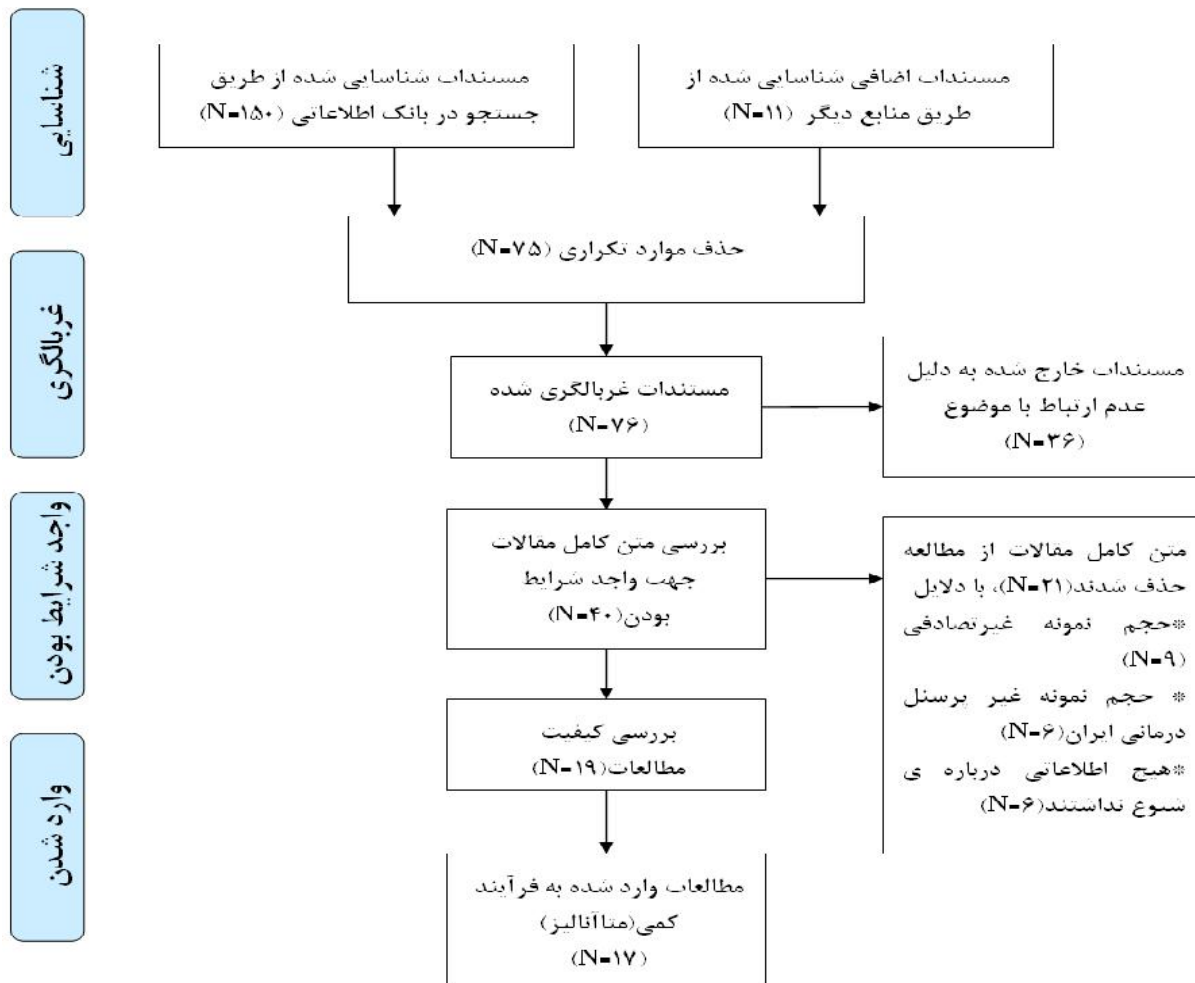 شناسایی
مستندات اضافی شناسایی شده از
طریق منابع دیگر (N=۱۱)
مستندات شناسایی شده از طریق
جستجو در بانک اطلاعاتی (N=۱۵۰)
حذف موارد تکراری (N=۷۵)
غربالگری
مستندات غربالگری شده
(N=۷۶)
مستندات خارج شده به دلیل
عدم ارتباط با موضوع
(N=۳۶)
واجد شرایط بودن
بررسی متن کامل مقالات
جهت واجد شرایط
بودن(N=۴۰)
متن کامل مقالات از مطالعه
حذف شدند(N=۲۱)، با دلایل
*حجم نمونه غیرتصادفی
(N=۹)
* حجم نمونه غیر پرسنل
درمانی ایران(N=۶)
*هیچ اطلاعاتی درباره ی
شیوع نداشتند(N=۶)
وارد شدن
بررسی کیفیت
مطالعات(N=۱۹)
مطالعات وارد شده به فرآیند
کمی(متاآنالیز)
(N=۱۷)